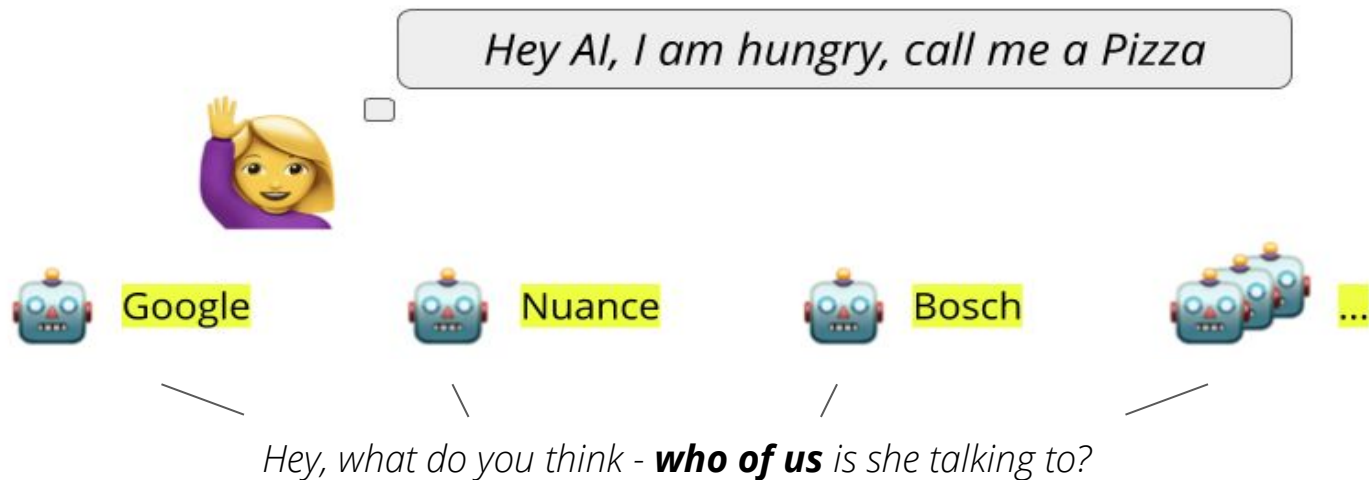 Hey AI, I am hungry, call me a Pizza
Google
Nuance
Bosch
...
Hey, what do you think - who of us is she talking to?